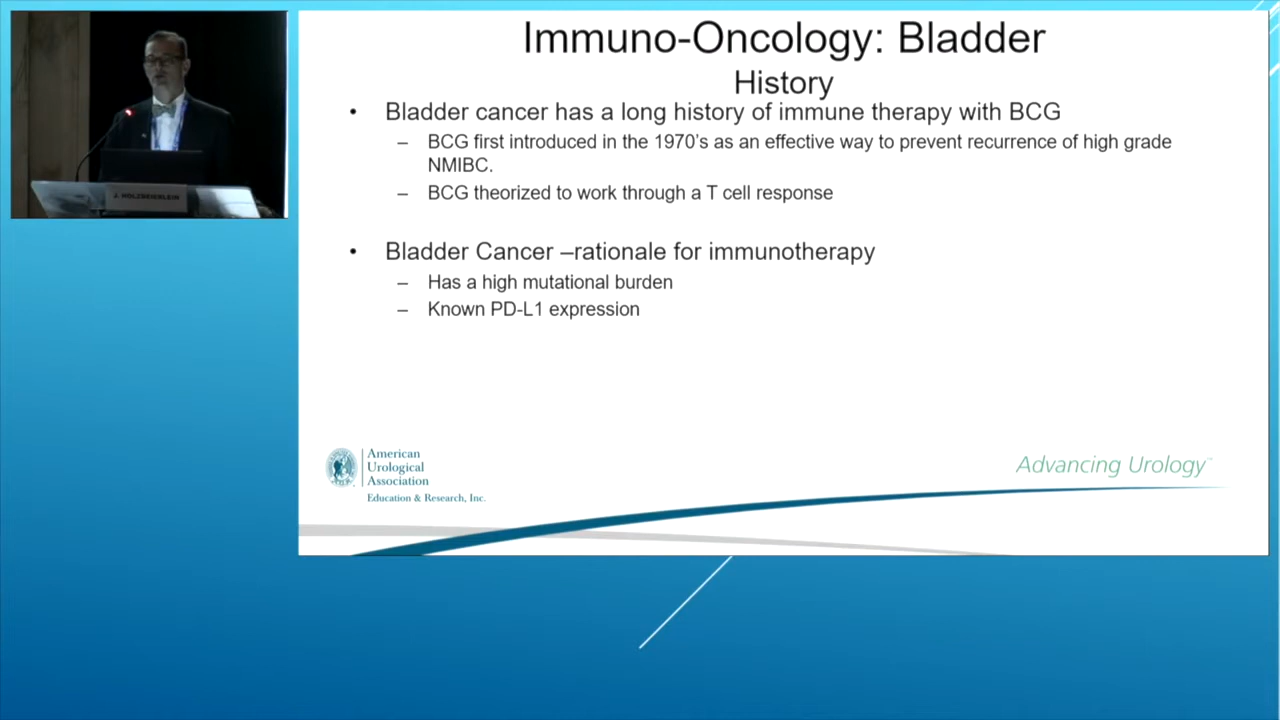 Immuno-Oncology: Bladder
History
• Bladder cancer has a long history of immune therapy with BCG
– BCG first introduced in the 1970's as an effective way to prevent recurrence of high grade
NMIBC.
– BCG theorized to work through a T cell response
• Bladder Cancer –rationale for immunotherapy
– Has a high mutational burden
– Known PD-L1 expression
J. HOLZBEIERLEIN
American
Urological
Association
Education & Research, Inc.
Advancing Urology™